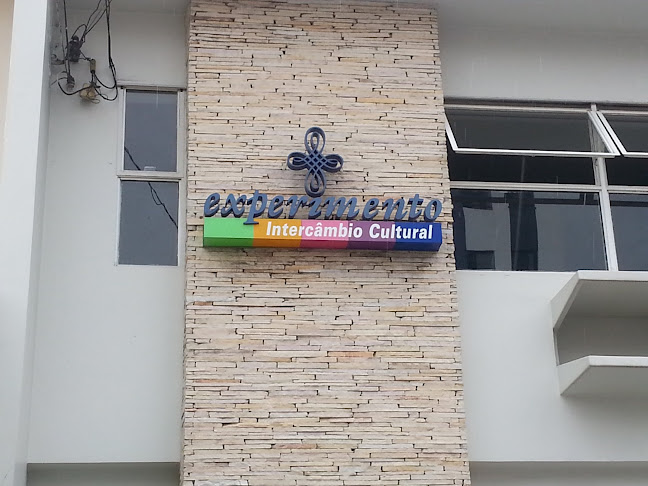 experimento
Intercâmbio Cultural